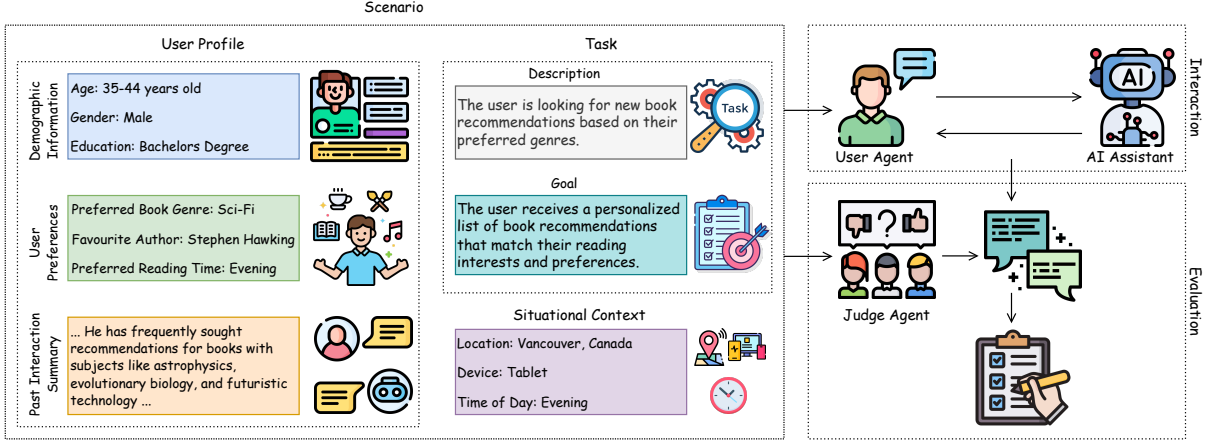 Scenario
User Profile
Demographic
Information
Age: 35-44 years old
Gender: Male
Education: Bachelors Degree
User
Preferences
Preferred Book Genre: Sci-Fi
Favourite Author: Stephen Hawking
Preferred Reading Time: Evening
Past Interaction
Summary
... He has frequently sought
recommendations for books with
subjects like astrophysics,
evolutionary biology, and futuristic
technology ...
Task
Description
The user is looking for new book
recommendations based on their
preferred genres.
Task
Goal
The user receives a personalized
list of book recommendations
that match their reading
interests and preferences.
Situational Context
Location: Vancouver, Canada
Device: Tablet
Time of Day: Evening
User Agent
AI
AI Assistant
Interaction
?
Judge Agent
Evaluation